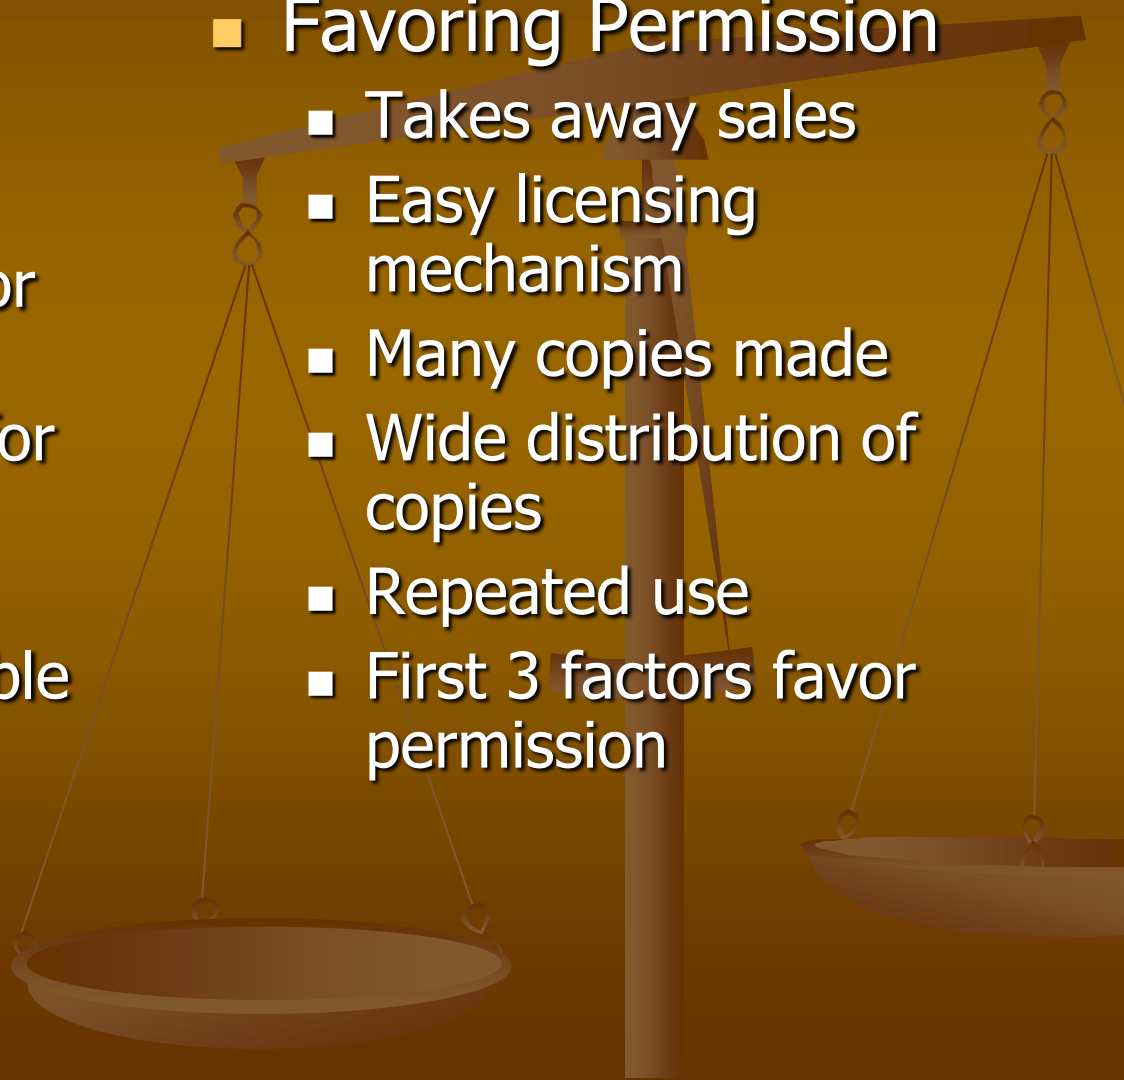 Favoring Permission
Takes away sales
Easy licensing
mechanism
Many copies made
Wide distribution of
copies
Repeated use
First 3 factors favor
permission